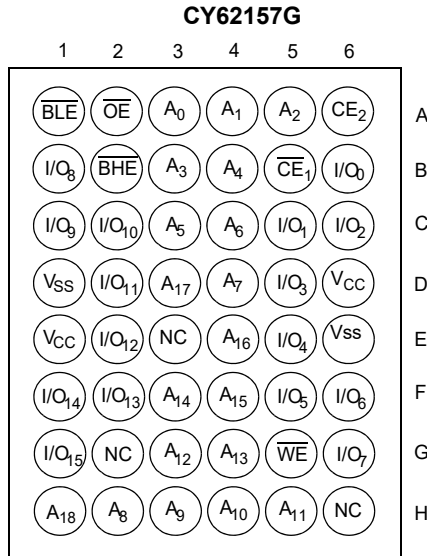 CY62157G
1 2 3 4 5 6
BLE OE A0 A1 A2 CE2 A
I/O8 BHE A3 A4 CE1 I/O0 B
I/O9 I/O10 A5 A6 I/O1 I/O2 C
VSS I/O11 A17 A7 I/O3 VCC D
VCC I/O12 NC A16 I/O4 Vss E
I/O14 I/O13 A14 A15 I/O5 I/O6 F
I/O15 NC A12 A13 WE I/O7 G
A18 A8 A9 A10 A11 NC H